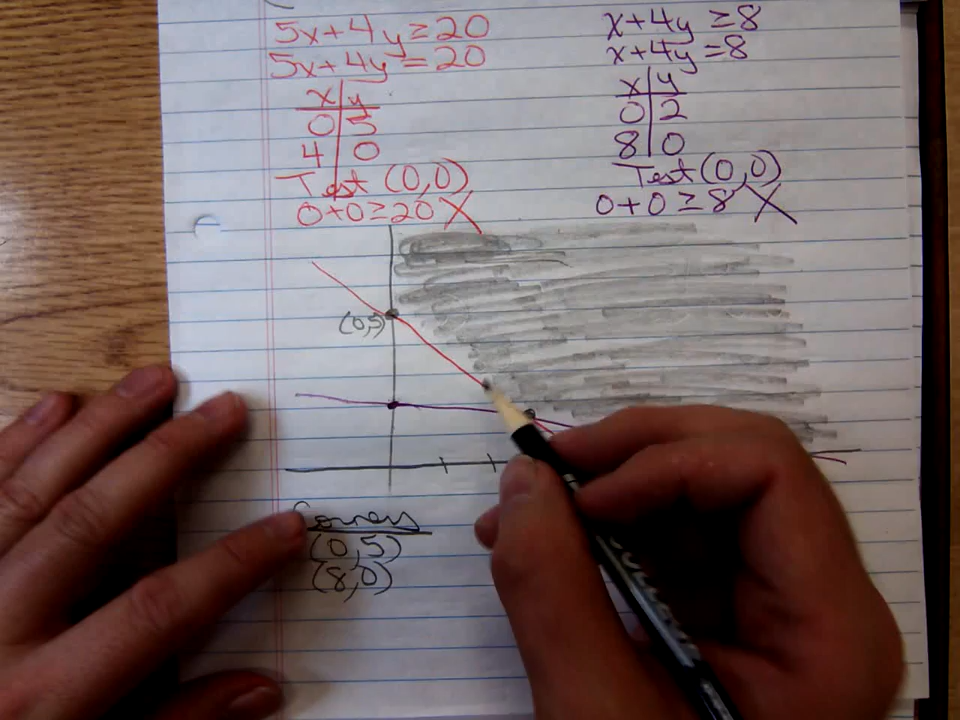 5x+4y≥20
5x+4y=20
x y
0 5
4 0
Test (0,0)
0+0≥20 X
x+4y≥8
x+4y=8
x y
0 2
8 0
Test (0,0)
0+0≥8 X
(0,5)
Corners
(0,5)
(8,0)